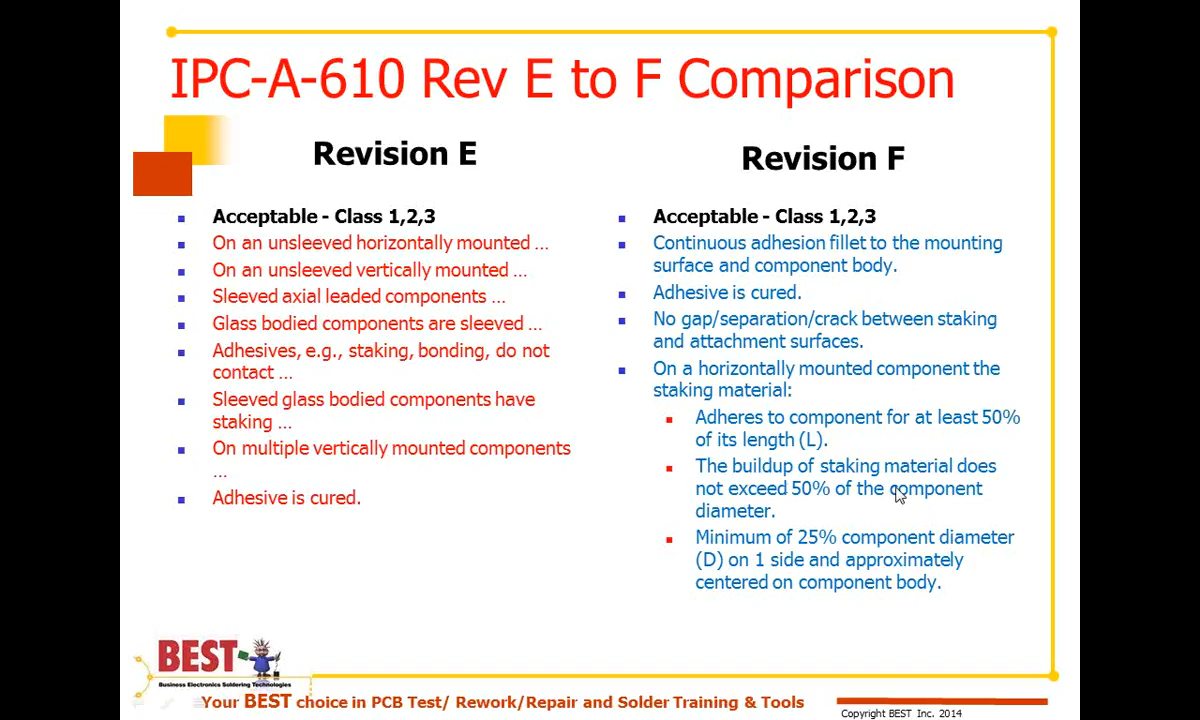 IPC-A-610 Rev E to F Comparison
Revision E
Acceptable - Class 1,2,3
On an unsleeved horizontally mounted ...
On an unsleeved vertically mounted ...
Sleeved axial leaded components ...
Glass bodied components are sleeved ...
Adhesives, e.g., staking, bonding, do not
contact ...
Sleeved glass bodied components have
staking ...
On multiple vertically mounted components
...
Adhesive is cured.
Revision F
Acceptable - Class 1,2,3
Continuous adhesion fillet to the mounting
surface and component body.
Adhesive is cured.
No gap/separation/crack between staking
and attachment surfaces.
On a horizontally mounted component the
staking material:
Adheres to component for at least 50%
of its length (L).
The buildup of staking material does
not exceed 50% of the component
diameter.
Minimum of 25% component diameter
(D) on 1 side and approximately
centered on component body.
BEST
Business Electronics Soldering Technologies
Your BEST choice in PCB Test/ Rework/Repair and Solder Training & Tools
Copyright BEST Inc. 2014